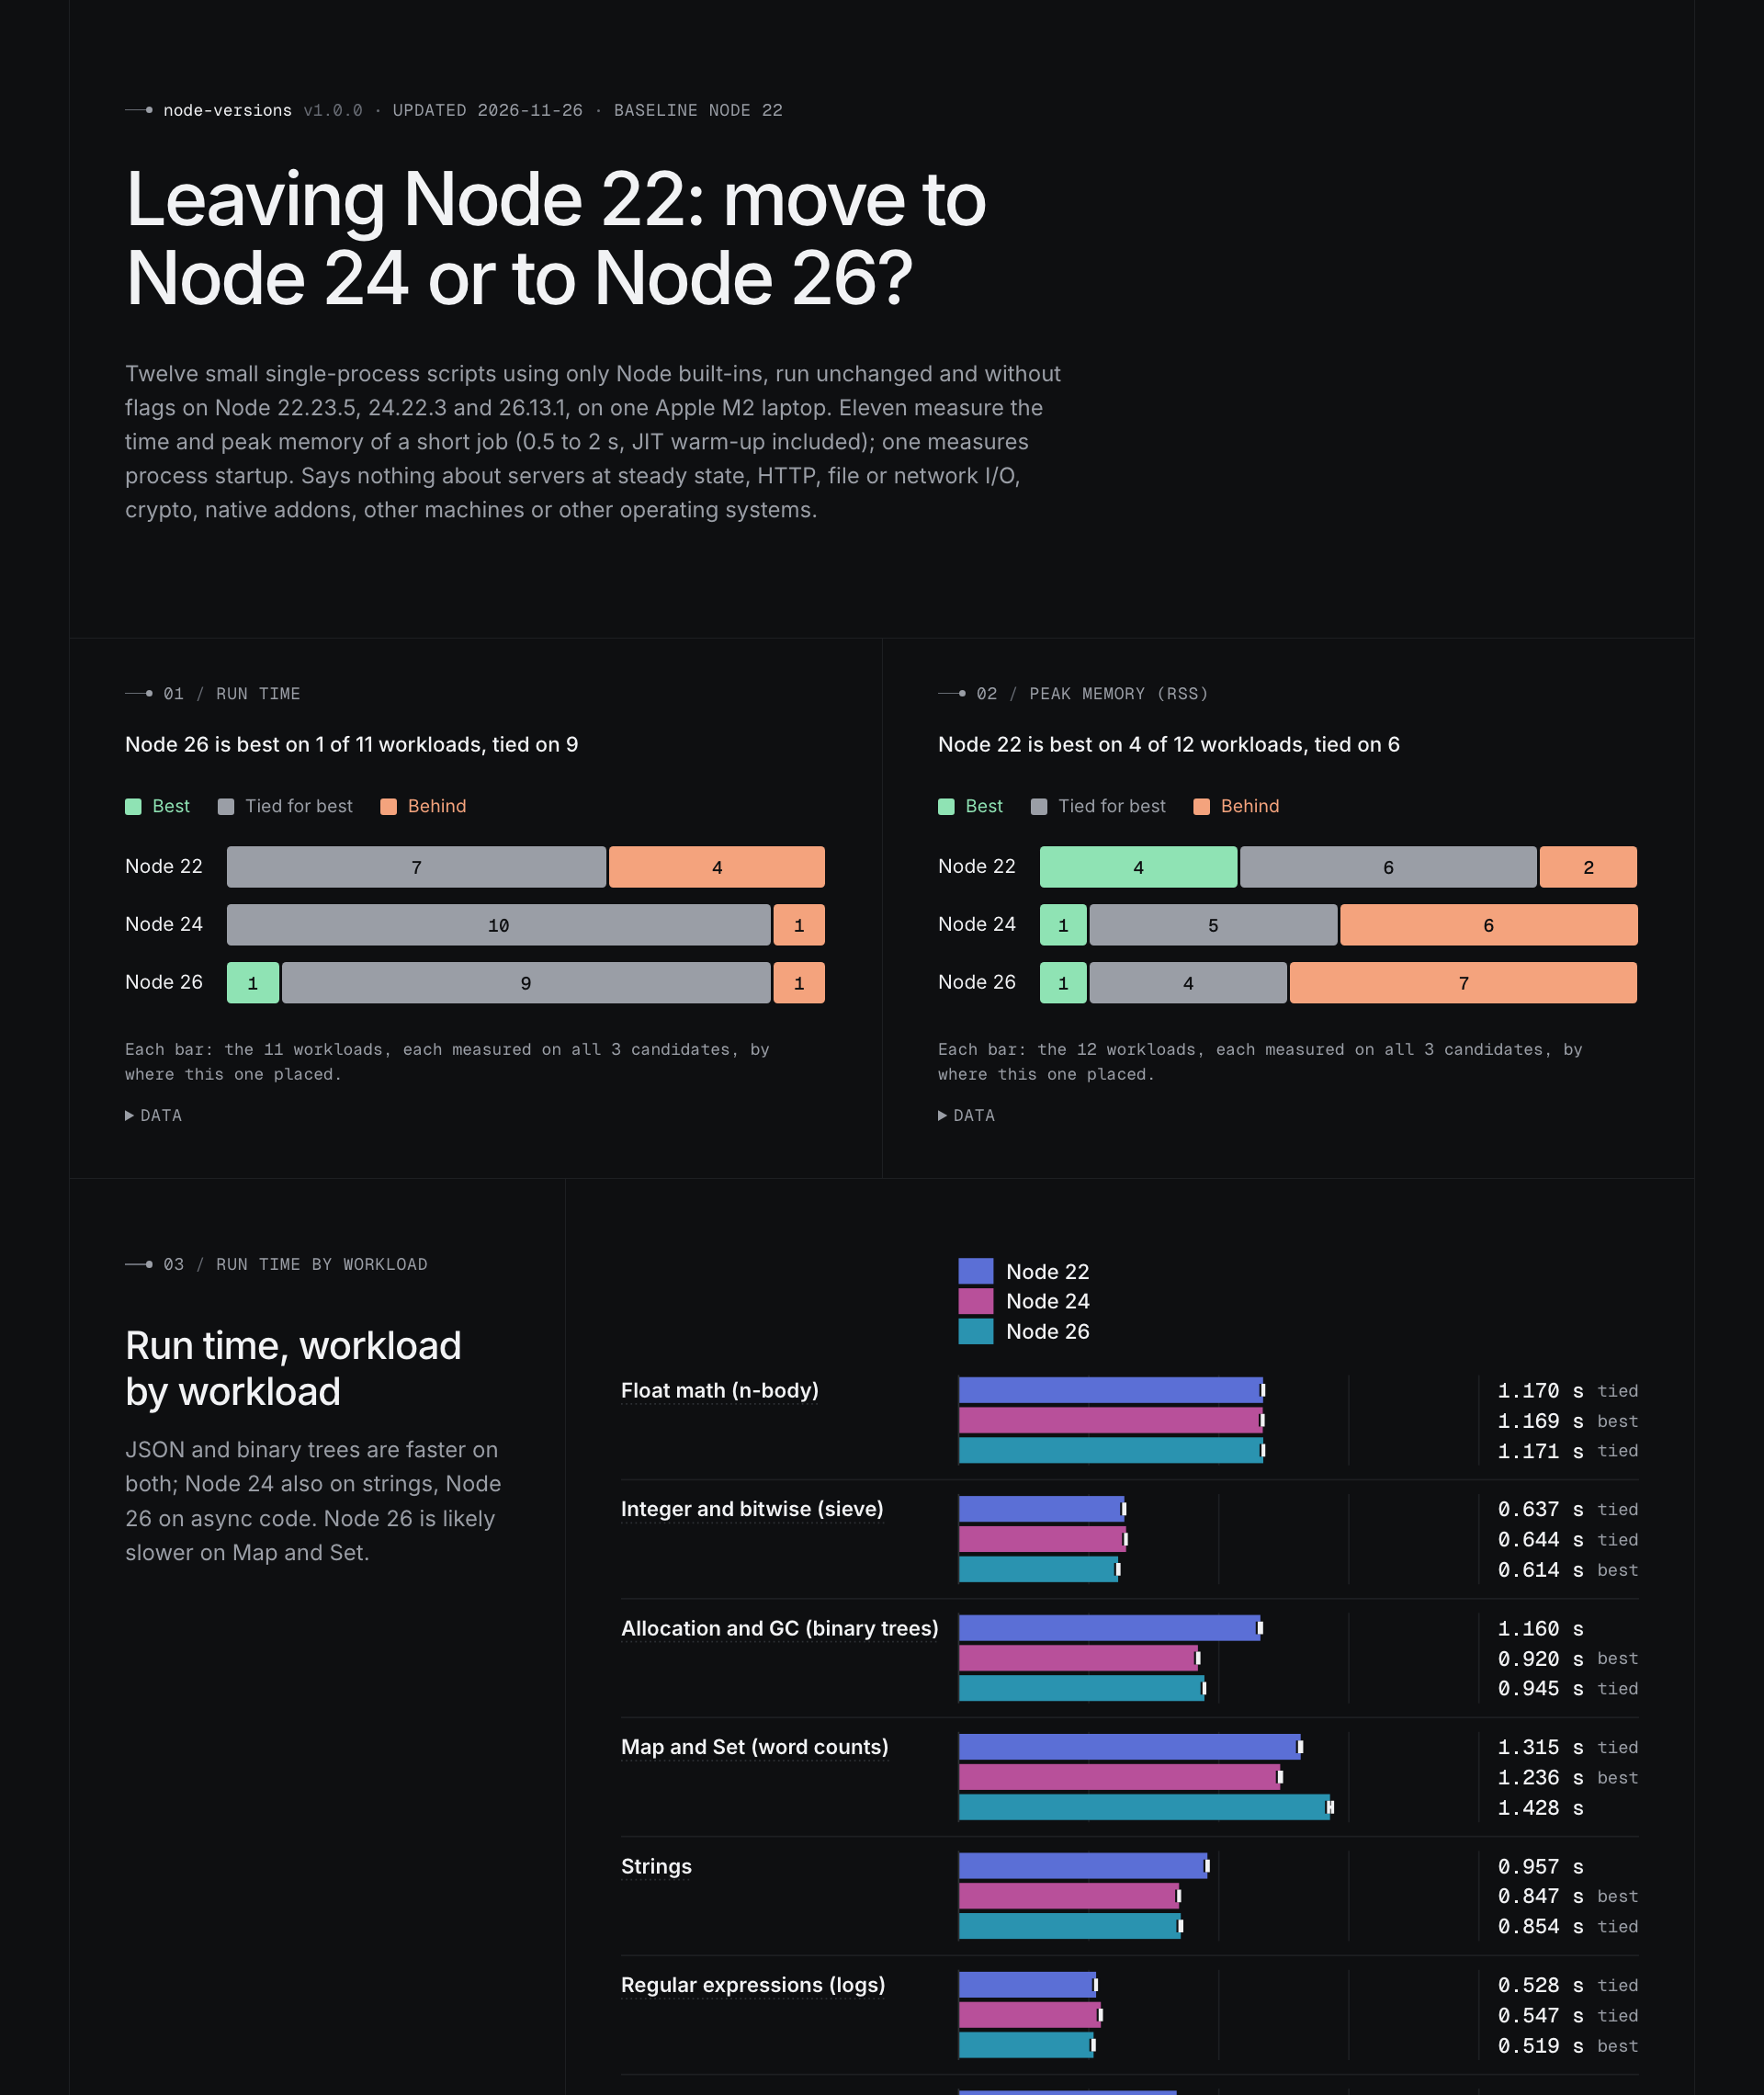 node-versions v1.0.0 · UPDATED 2026-11-26 · BASELINE NODE 22
Leaving Node 22: move to
Node 24 or to Node 26?
Twelve small single-process scripts using only Node built-ins, run unchanged and without
flags on Node 22.23.5, 24.22.3 and 26.13.1, on one Apple M2 laptop. Eleven measure the
time and peak memory of a short job (0.5 to 2 s, JIT warm-up included); one measures
process startup. Says nothing about servers at steady state, HTTP, file or network I/O,
crypto, native addons, other machines or other operating systems.
01 / RUN TIME
Node 26 is best on 1 of 11 workloads, tied on 9
Best Tied for best Behind
Node 22 7 4
Node 24 10 1
Node 26 1 9 1
Each bar: the 11 workloads, each measured on all 3 candidates, by
where this one placed.
▶ DATA
02 / PEAK MEMORY (RSS)
Node 22 is best on 4 of 12 workloads, tied on 6
Best Tied for best Behind
Node 22 4 6 2
Node 24 1 5 6
Node 26 1 4 7
Each bar: the 12 workloads, each measured on all 3 candidates, by
where this one placed.
▶ DATA
03 / RUN TIME BY WORKLOAD
Run time, workload
by workload
JSON and binary trees are faster on
both; Node 24 also on strings, Node
26 on async code. Node 26 is likely
slower on Map and Set.
Node 22
Node 24
Node 26
Float math (n-body) 1.170 s tied
1.169 s best
1.171 s tied
Integer and bitwise (sieve) 0.637 s tied
0.644 s tied
0.614 s best
Allocation and GC (binary trees) 1.160 s
0.920 s best
0.945 s tied
Map and Set (word counts) 1.315 s tied
1.236 s best
1.428 s
Strings 0.957 s
0.847 s best
0.854 s tied
Regular expressions (logs) 0.528 s tied
0.547 s tied
0.519 s best